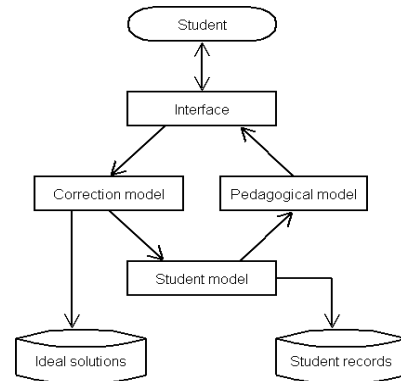 Student
Interface
Correction model
Pedagogical model
Student model
Ideal solutions
Student records